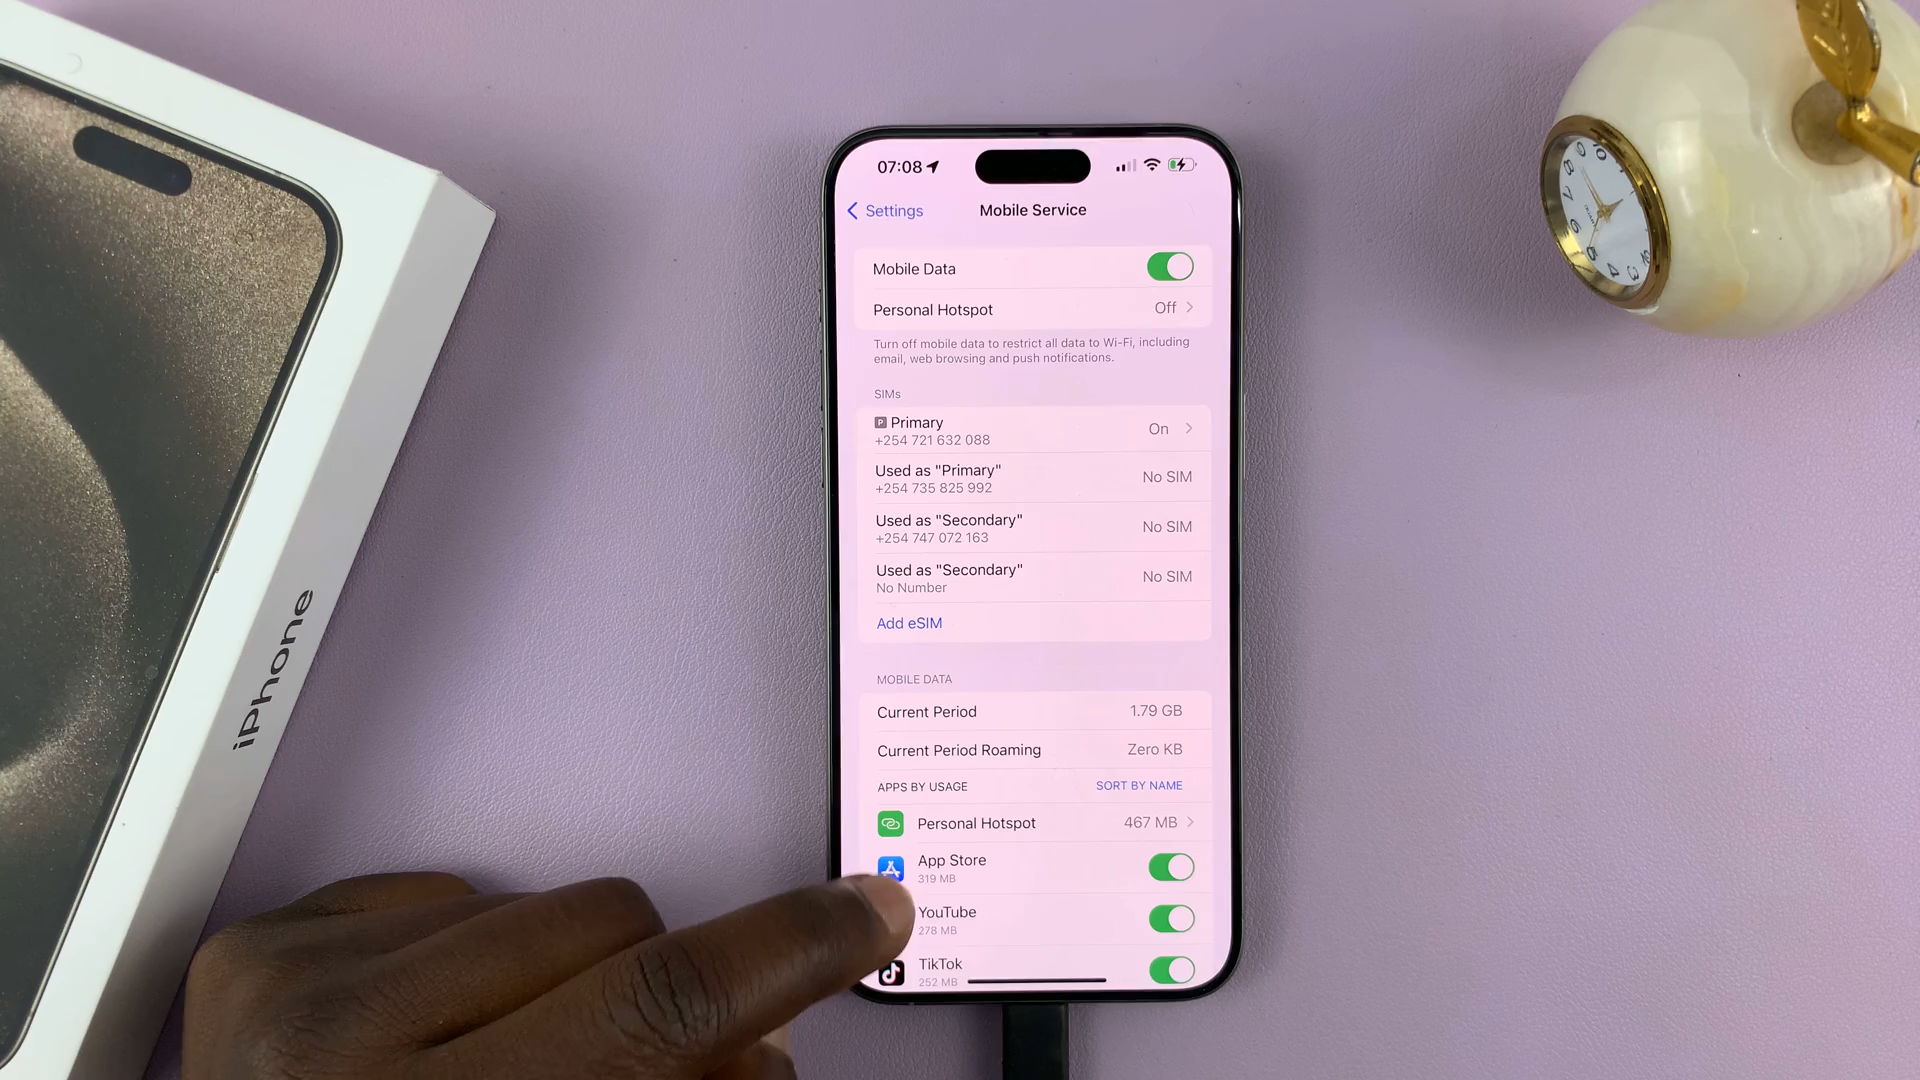 iPhone
07:08
Settings
Mobile Service
Mobile Data
Personal Hotspot Off
Turn off mobile data to restrict all data to Wi-Fi, including
email, web browsing and push notifications.
SIMs
P Primary
+254 721 632 088
On
Used as "Primary"
+254 735 825 992
No SIM
Used as "Secondary"
+254 747 072 163
No SIM
Used as "Secondary"
No Number
No SIM
Add eSIM
MOBILE DATA
Current Period 1.79 GB
Current Period Roaming Zero KB
APPS BY USAGE SORT BY NAME
Personal Hotspot 467 MB
App Store
319 MB
YouTube
278 MB
TikTok
252 MB